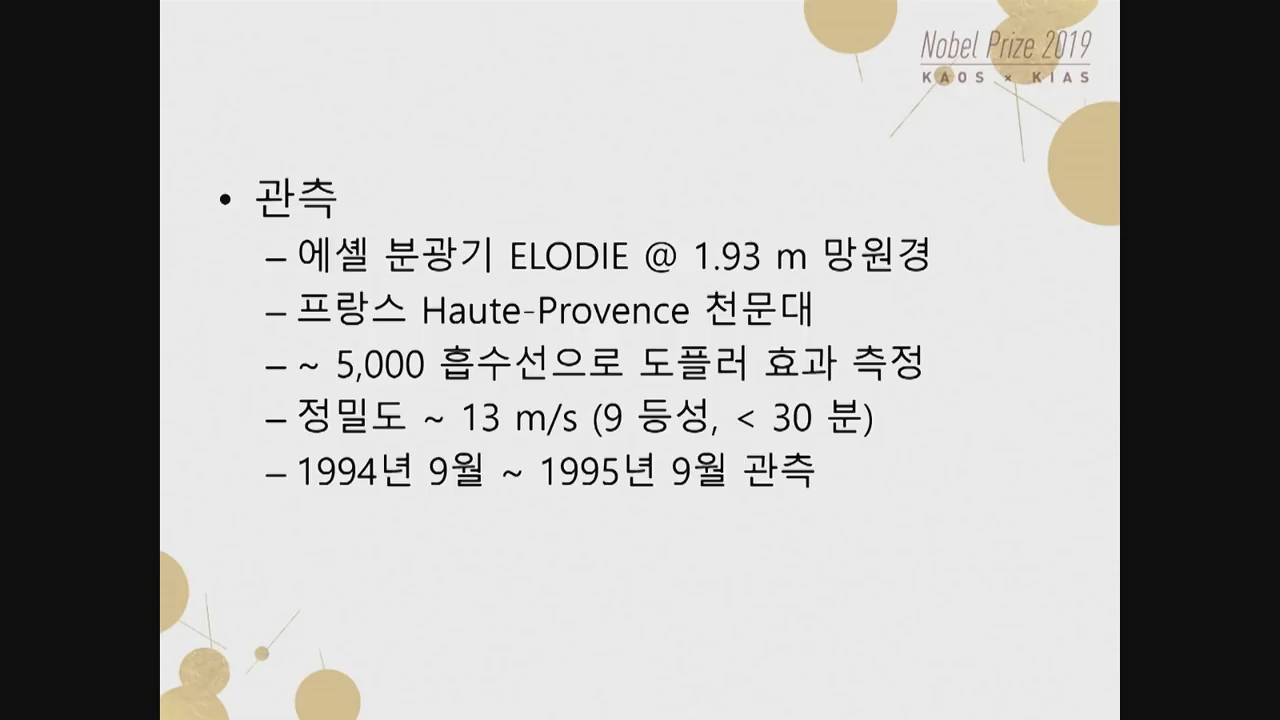 Nobel Prize 2019
KAOS × KIAS
• 관측
– 에셸 분광기 ELODIE @ 1.93 m 망원경
– 프랑스 Haute-Provence 천문대
– ~ 5,000 흡수선으로 도플러 효과 측정
– 정밀도 ~ 13 m/s (9 등성, < 30 분)
– 1994년 9월 ~ 1995년 9월 관측